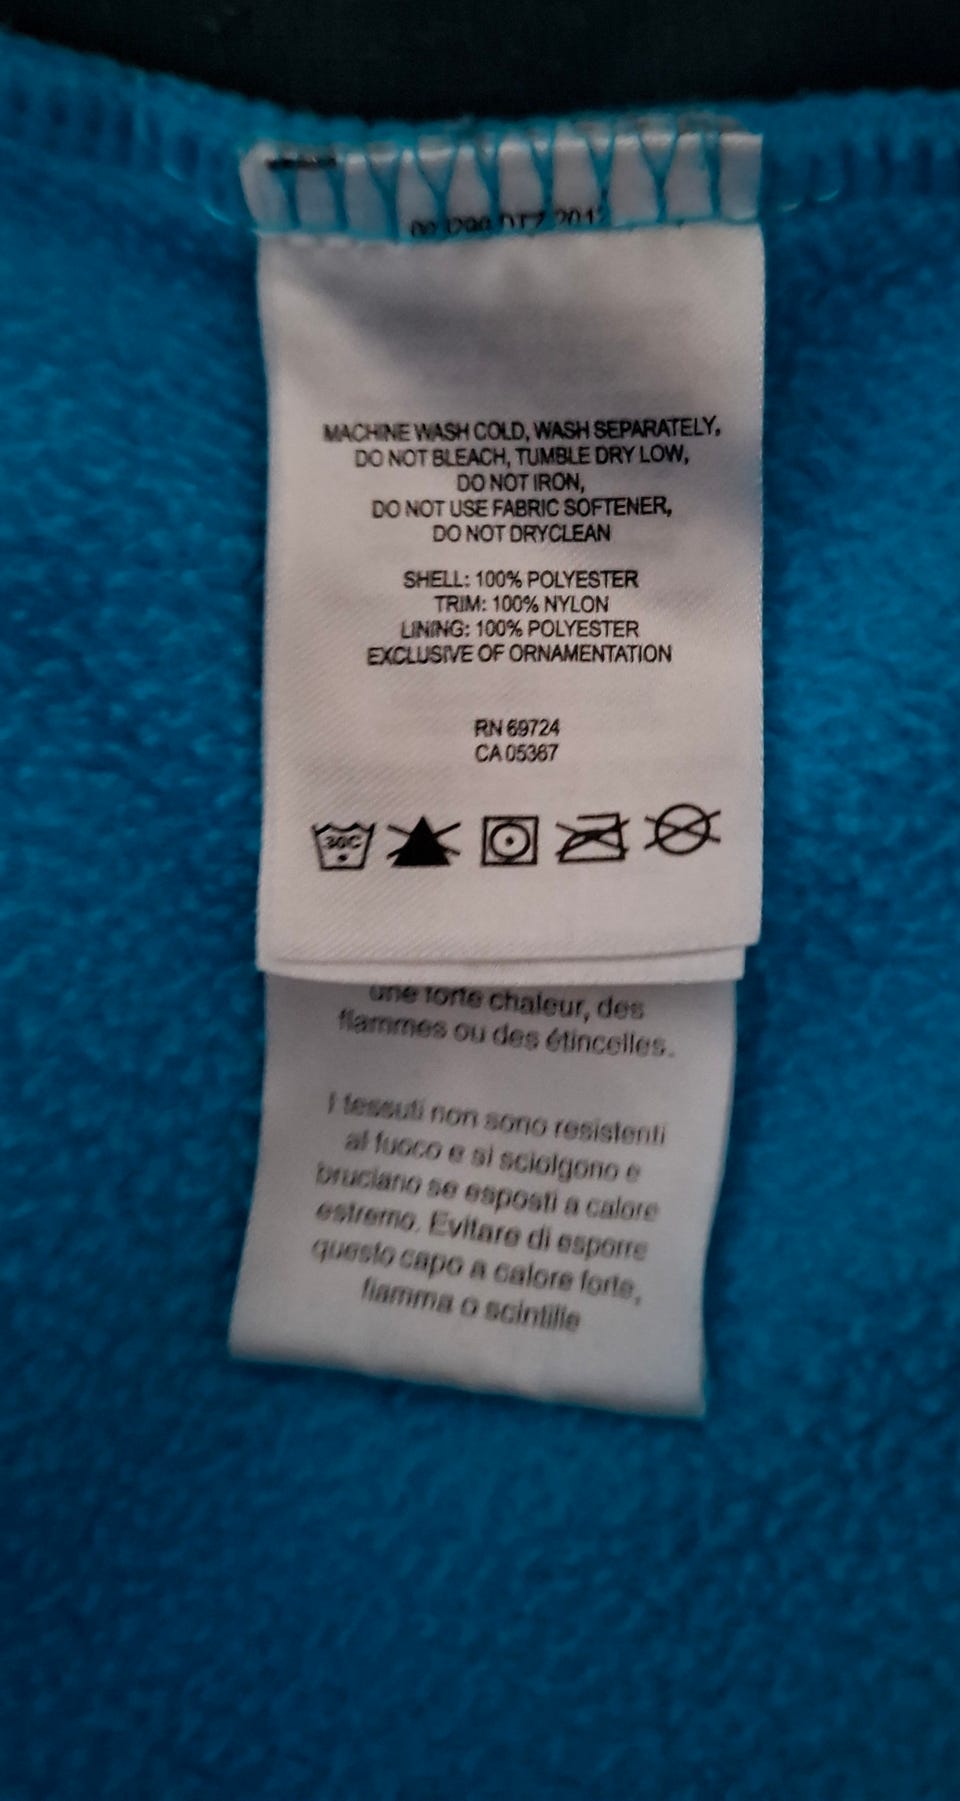 MACHINE WASH COLD, WASH SEPARATELY,
DO NOT BLEACH, TUMBLE DRY LOW,
DO NOT IRON,
DO NOT USE FABRIC SOFTENER,
DO NOT DRYCLEAN
SHELL: 100% POLYESTER
TRIM: 100% NYLON
LINING: 100% POLYESTER
EXCLUSIVE OF ORNAMENTATION
RN 69724
CA 05367
30C
une forte chaleur, des
flammes ou des étincelles.
I tessuti non sono resistenti
al fuoco e si sciolgono e
bruciano se esposti a calore
estremo. Evitare di esporre
questo capo a calore forte,
fiamma o scintille